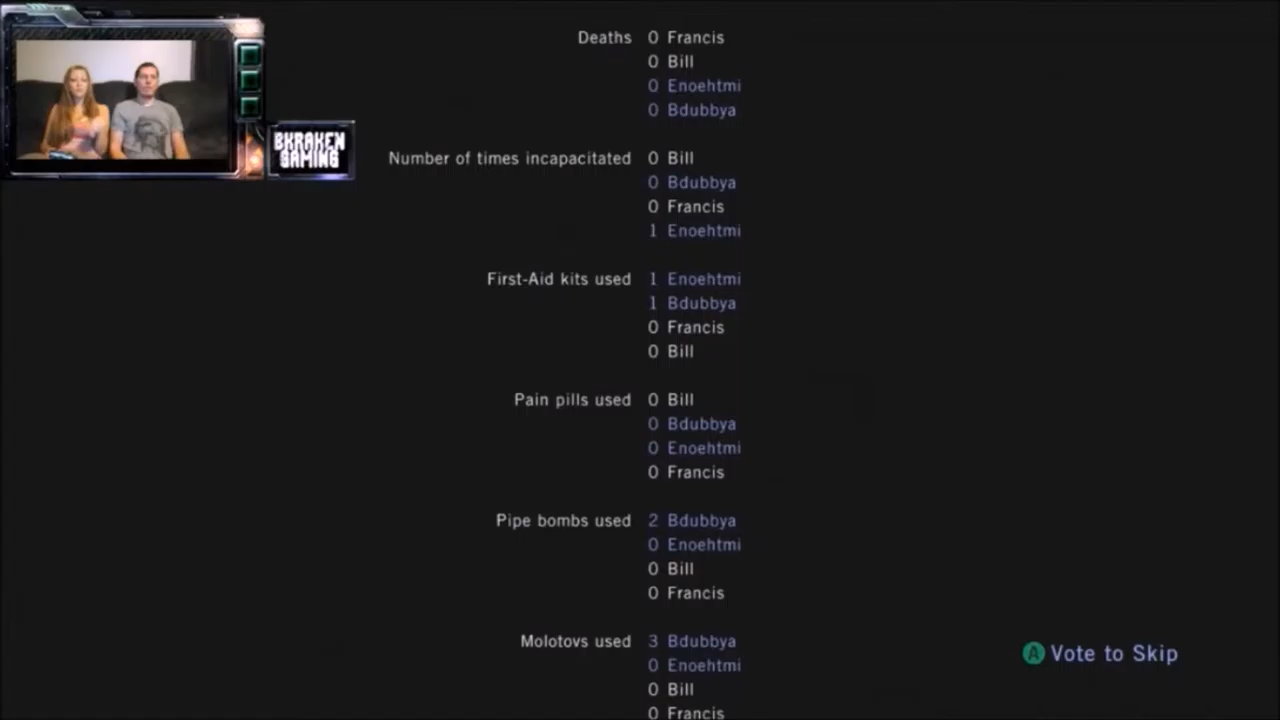 BKRAKEN
GAMING
Deaths 0 Francis
0 Bill
0 Enoehtmi
0 Bdubbya
Number of times incapacitated 0 Bill
0 Bdubbya
0 Francis
1 Enoehtmi
First-Aid kits used 1 Enoehtmi
1 Bdubbya
0 Francis
0 Bill
Pain pills used 0 Bill
0 Bdubbya
0 Enoehtmi
0 Francis
Pipe bombs used 2 Bdubbya
0 Enoehtmi
0 Bill
0 Francis
Molotovs used 3 Bdubbya
0 Enoehtmi
0 Bill
0 Francis
A Vote to Skip